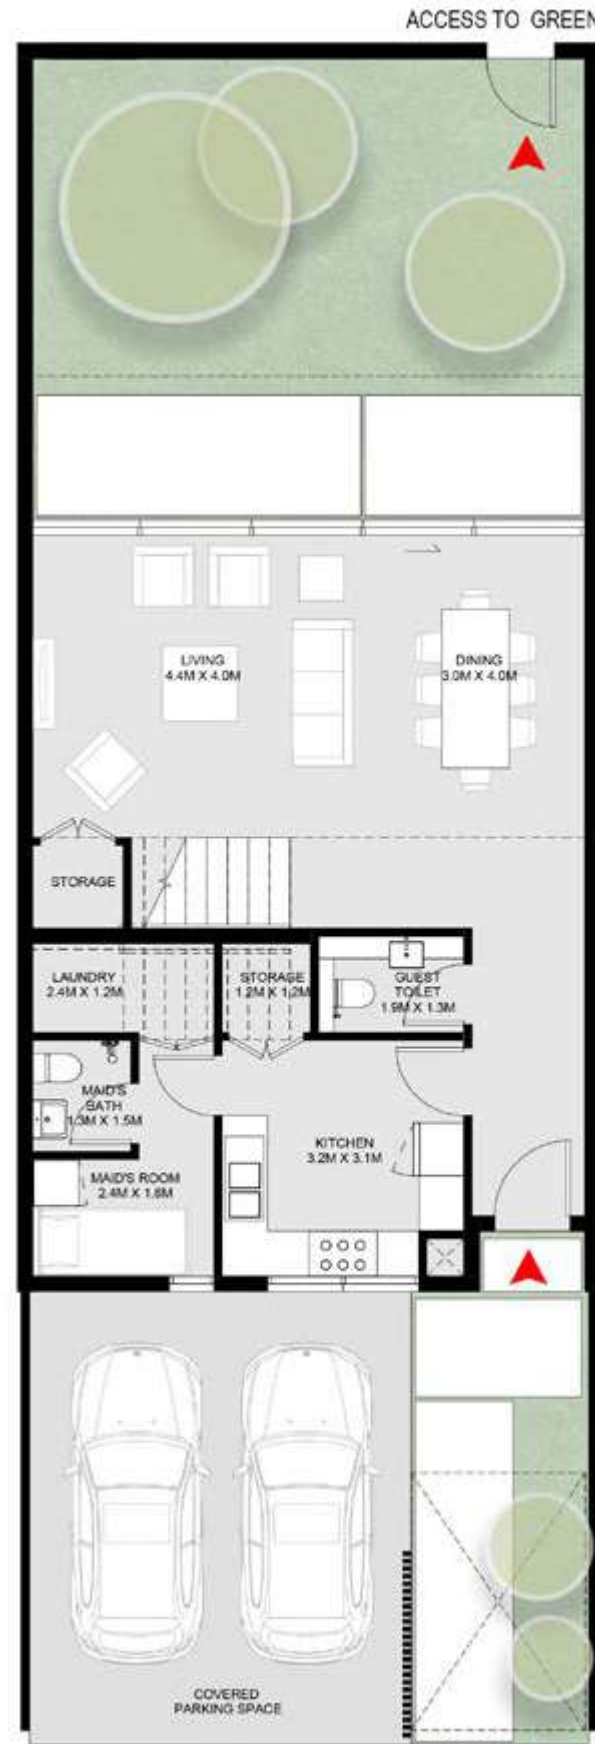 ACCESS TO GREEN
LIVING
4.4M X 4.0M
DINING
3.0M X 4.0M
STORAGE
LAUNDRY
2.4M X 1.2M
STORAGE
1.2M X 1.2M
GUEST
TOILET
1.9M X 1.3M
MAID'S
BATH
1.3M X 1.5M
KITCHEN
3.2M X 3.1M
MAID'S ROOM
2.4M X 1.8M
COVERED
PARKING SPACE